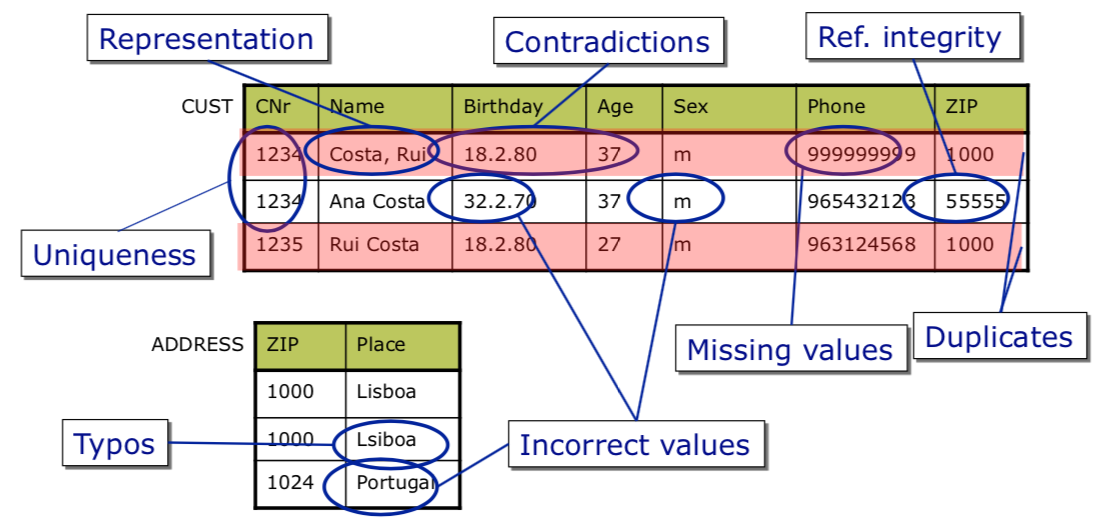 Representation
Contradictions
Ref. integrity
CUST CNr Name Birthday Age Sex Phone ZIP
1234 Costa, Rui 18.2.80 37 m 999999999 1000
1234 Ana Costa 32.2.70 37 m 965432123 55555
1235 Rui Costa 18.2.80 27 m 963124568 1000
Uniqueness
Missing values
Duplicates
ADDRESS ZIP Place
1000 Lisboa
1000 Lsiboa
1024 Portugal
Typos
Incorrect values